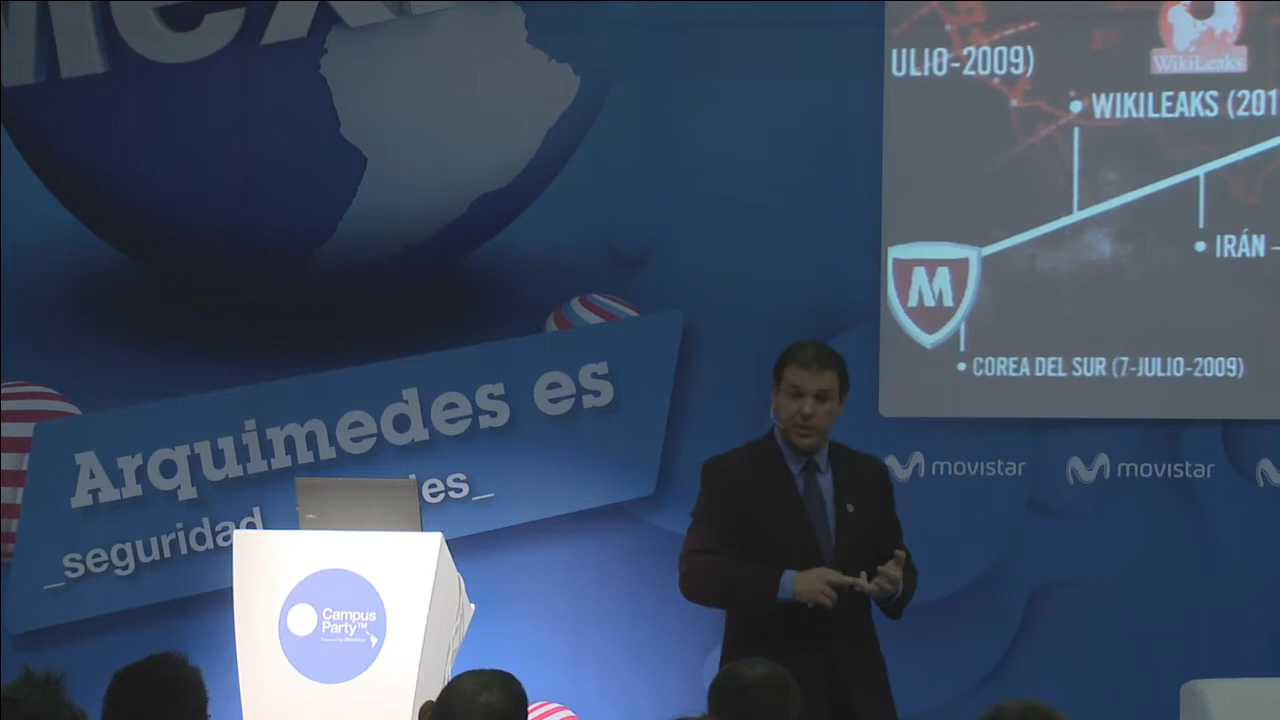 ULIO-2009)
WikiLeaks
WIKILEAKS (201
IRÁN -
M
COREA DEL SUR (7-JULIO-2009)
Arquimedes es
_seguridad
es_
movistar
movistar
Campus
Party™